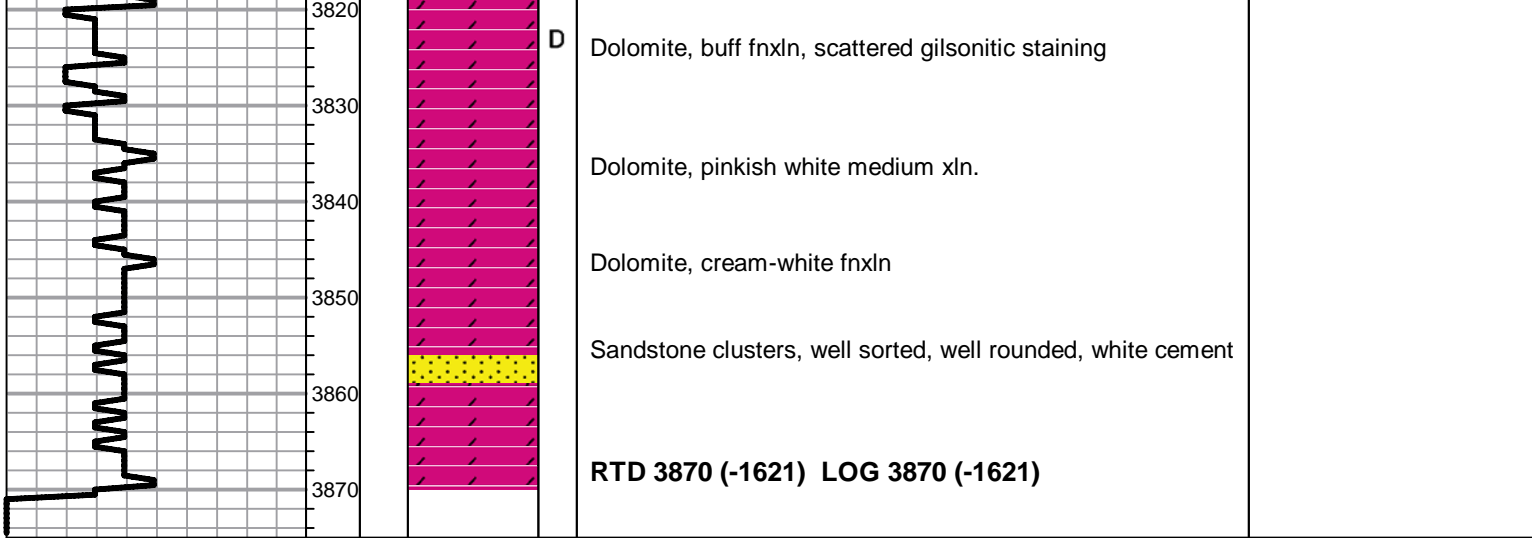 3820
D
Dolomite, buff fnxln, scattered gilsonitic staining
3830
Dolomite, pinkish white medium xln.
3840
Dolomite, cream-white fnxln
3850
Sandstone clusters, well sorted, well rounded, white cement
3860
RTD 3870 (-1621)  LOG 3870 (-1621)
3870